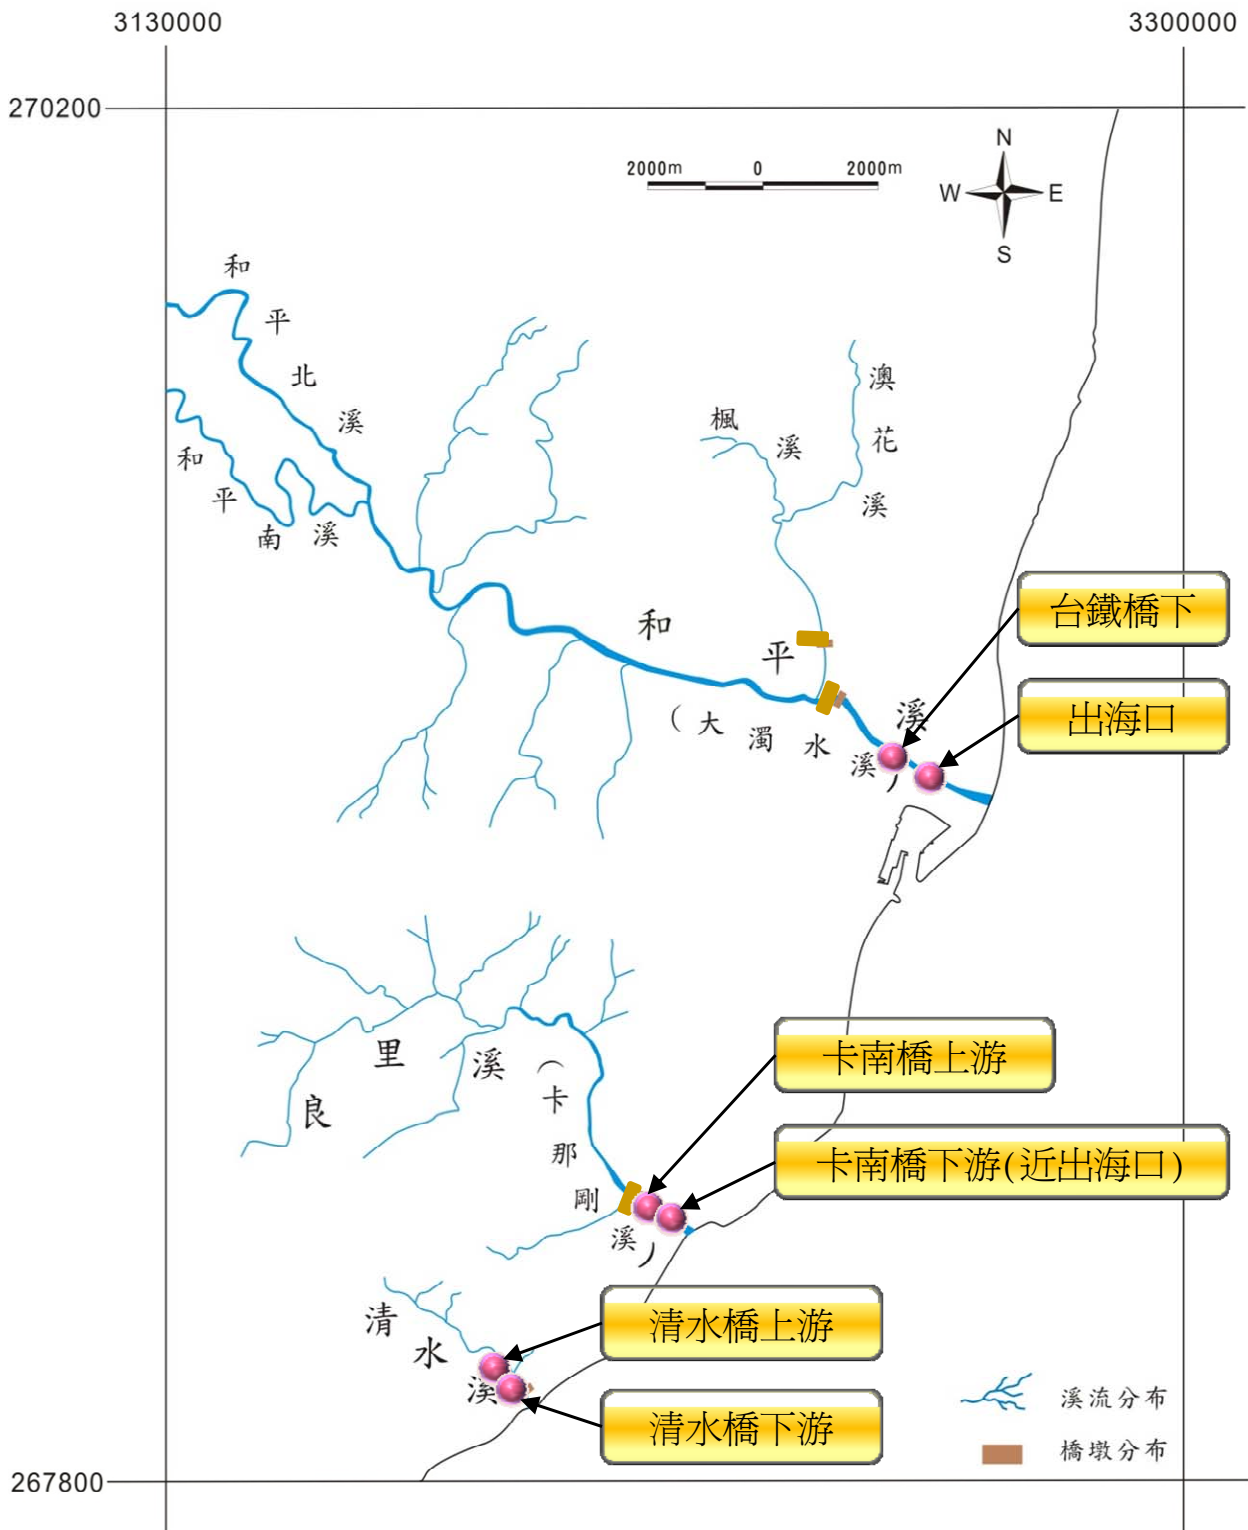 3130000
3300000
270200
2000m 0 2000m
N
W E
S
和平北溪
和平南溪
楓溪
澳花溪
和平溪
(大濁水溪)
台鐵橋下
出海口
良里溪
(卡那剛溪)
卡南橋上游
卡南橋下游(近出海口)
清水溪
清水橋上游
清水橋下游
溪流分布
橋墩分布
267800